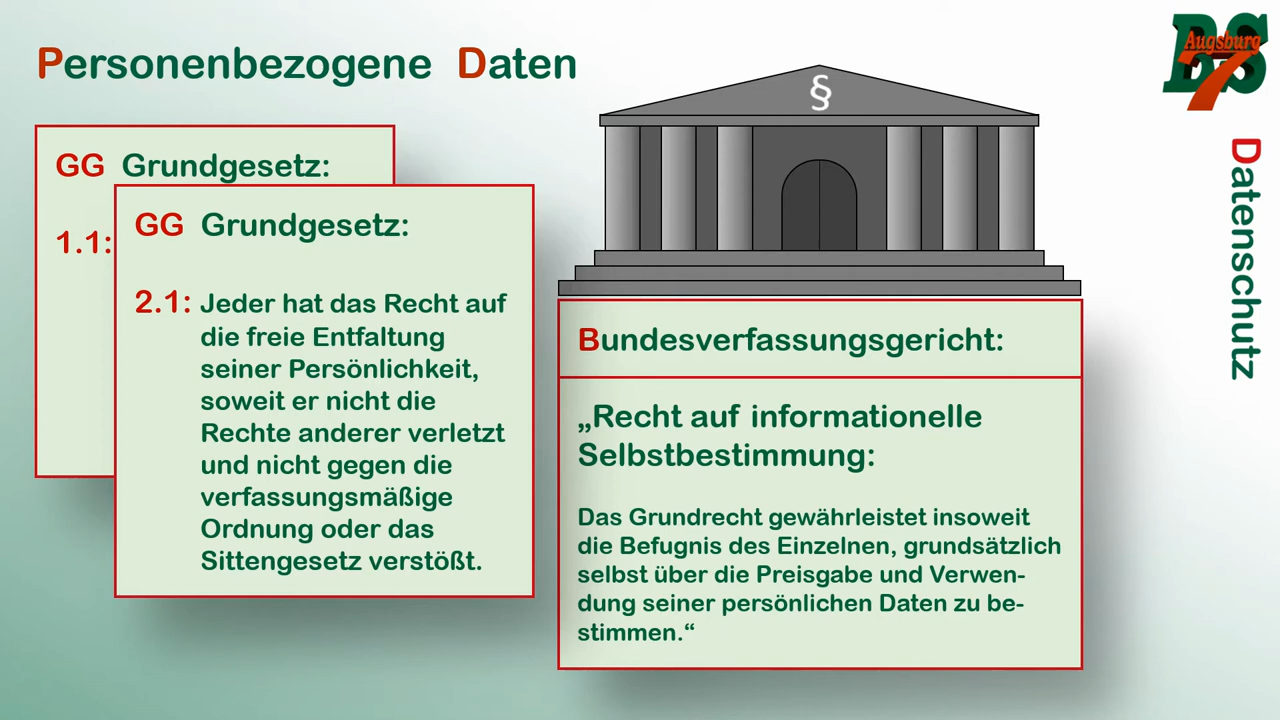 Personenbezogene Daten
GG Grundgesetz:
1.1:
GG Grundgesetz:
2.1: Jeder hat das Recht auf
die freie Entfaltung
seiner Persönlichkeit,
soweit er nicht die
Rechte anderer verletzt
und nicht gegen die
verfassungsmäßige
Ordnung oder das
Sittengesetz verstößt.
§
Bundesverfassungsgericht:
„Recht auf informationelle
Selbstbestimmung:
Das Grundrecht gewährleistet insoweit
die Befugnis des Einzelnen, grundsätzlich
selbst über die Preisgabe und Verwen-
dung seiner persönlichen Daten zu be-
stimmen.“
BS
Augsburg
7
Datenschutz